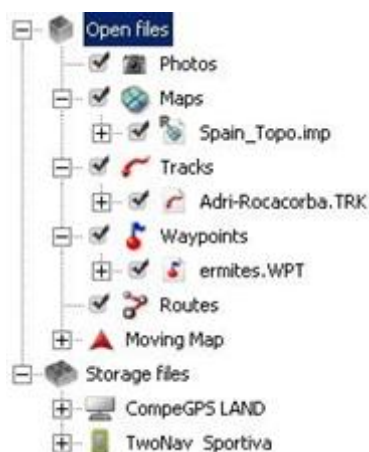 Open files
Photos
Maps
Spain_Topo.imp
Tracks
Adri-Rocacorba.TRK
Waypoints
ermites.WPT
Routes
Moving Map
Storage files
CompeGPS LAND
TwoNav Sportiva